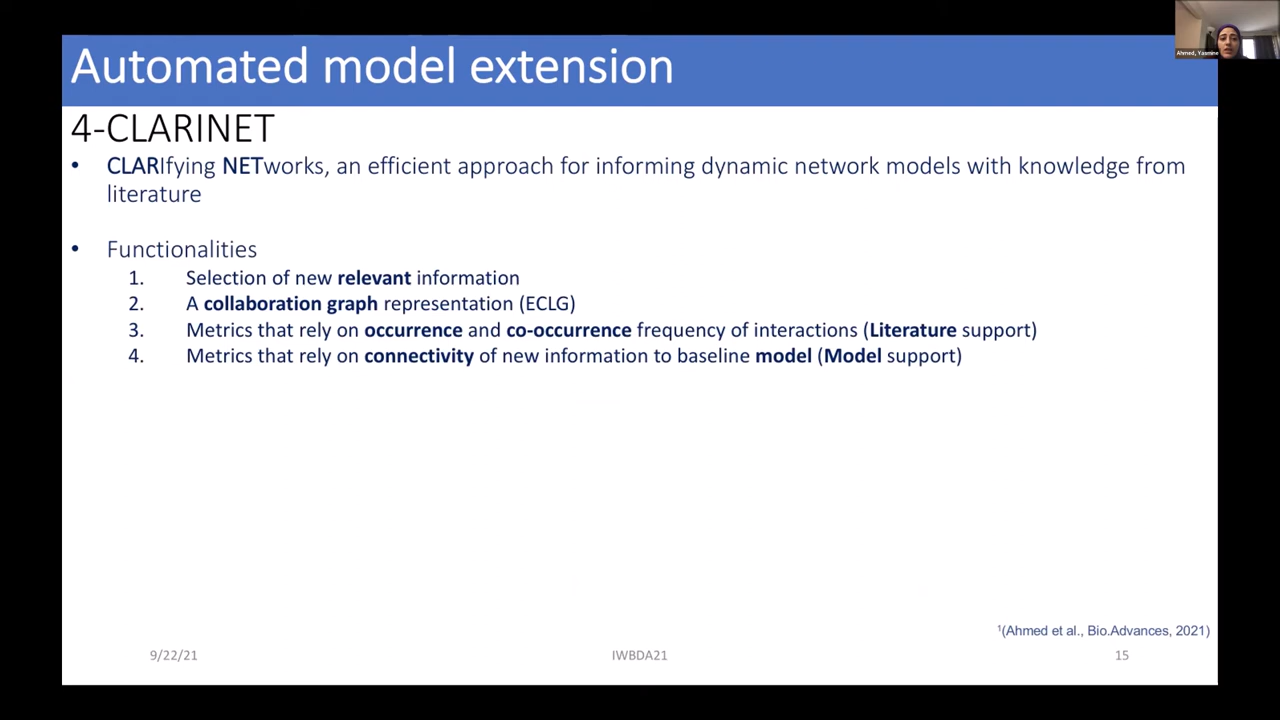 Ahmed, Yasmine
Automated model extension
4-CLARINET
• CLARIfying NETworks, an efficient approach for informing dynamic network models with knowledge from
literature
• Functionalities
1. Selection of new relevant information
2. A collaboration graph representation (ECLG)
3. Metrics that rely on occurrence and co-occurrence frequency of interactions (Literature support)
4. Metrics that rely on connectivity of new information to baseline model (Model support)
¹(Ahmed et al., Bio.Advances, 2021)
9/22/21 IWBDA21 15